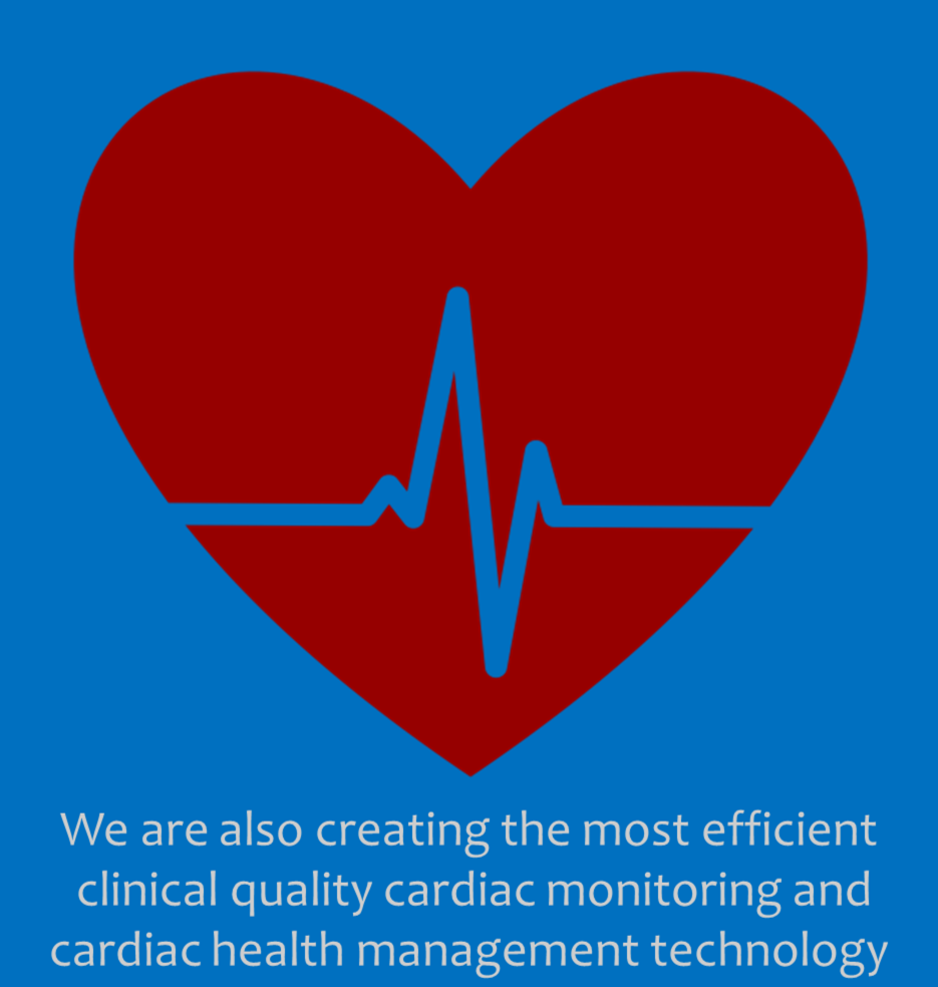 We are also creating the most efficient
clinical quality cardiac monitoring and
cardiac health management technology